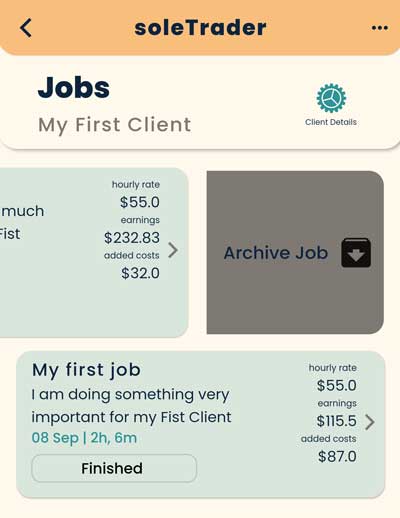 soleTrader
Jobs
My First Client
Client Details
much
Fist
hourly rate
$55.0
earnings
$232.83
added costs
$32.0
Archive Job
My first job
I am doing something very
important for my Fist Client
08 Sep | 2h, 6m
Finished
hourly rate
$55.0
earnings
$115.5
added costs
$87.0